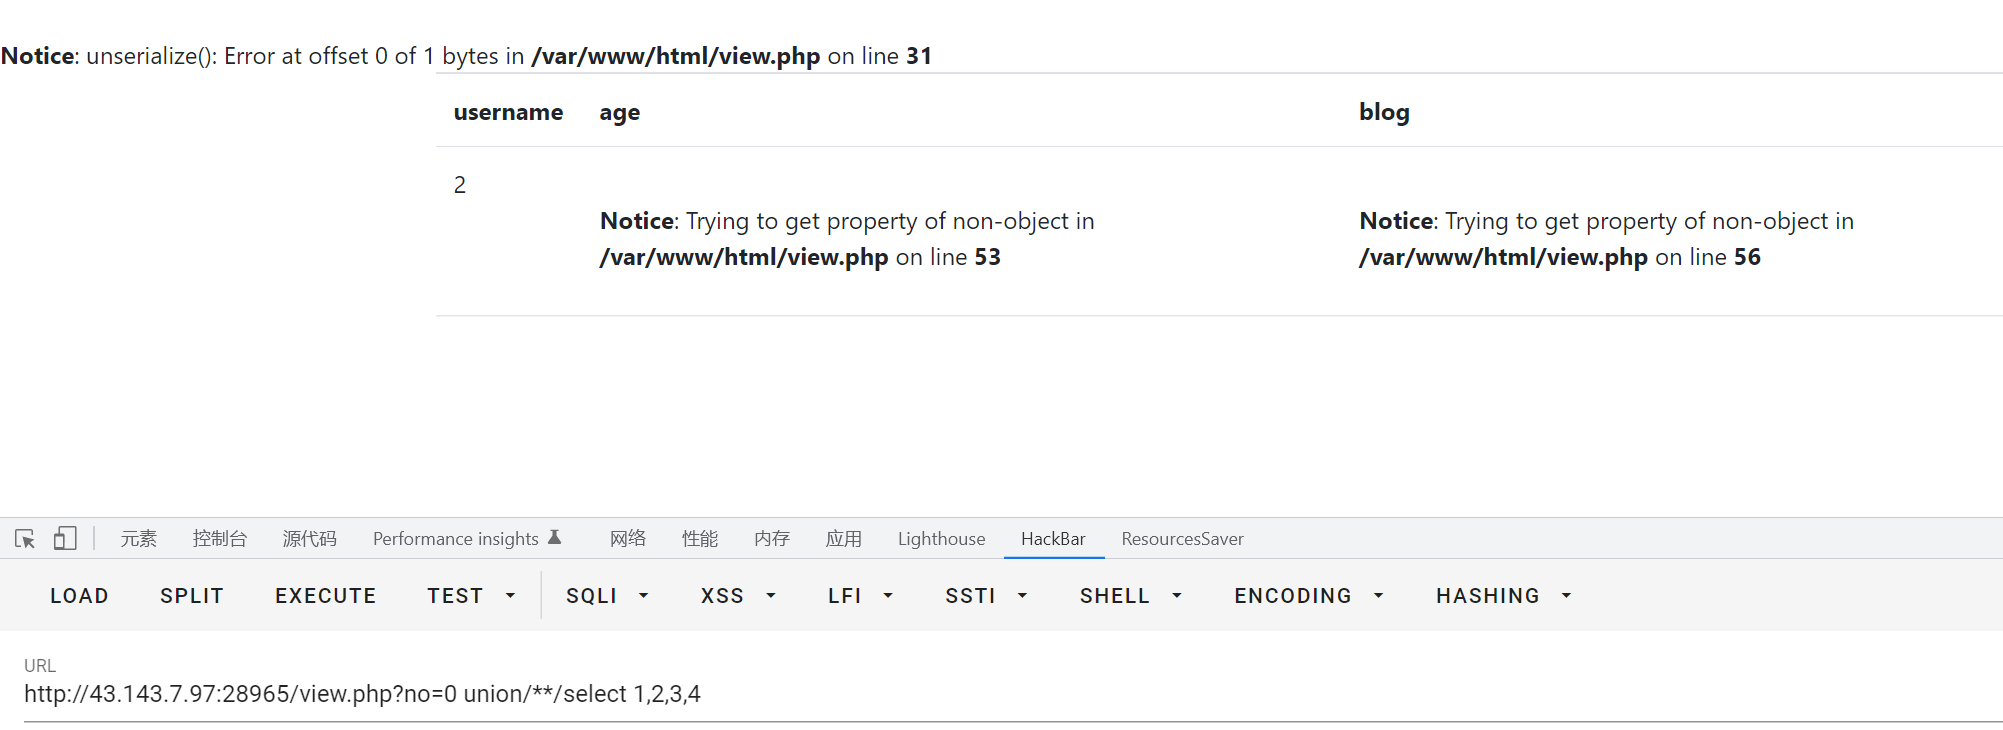 Notice: unserialize(): Error at offset 0 of 1 bytes in /var/www/html/view.php on line 31
username age blog
2
Notice: Trying to get property of non-object in
/var/www/html/view.php on line 53
Notice: Trying to get property of non-object in
/var/www/html/view.php on line 56
元素 控制台 源代码 Performance insights 网络 性能 内存 应用 Lighthouse HackBar ResourcesSaver
LOAD SPLIT EXECUTE TEST SQLI XSS LFI SSTI SHELL ENCODING HASHING
URL
http://43.143.7.97:28965/view.php?no=0 union/**/select 1,2,3,4